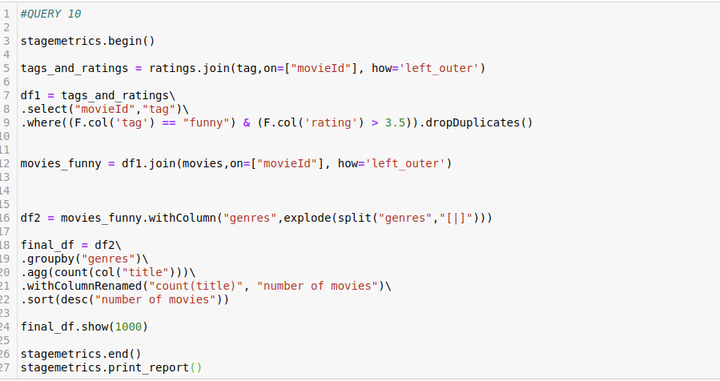 1 #QUERY 10
2
3 stagemetrics.begin()
4
5 tags_and_ratings = ratings.join(tag,on=["movieId"], how='left_outer')
6
7 df1 = tags_and_ratings\
8 .select("movieId","tag")\
9 .where((F.col('tag') == "funny") & (F.col('rating') > 3.5)).dropDuplicates()
10
11
12 movies_funny = df1.join(movies,on=["movieId"], how='left_outer')
13
14
15
16 df2 = movies_funny.withColumn("genres",explode(split("genres","[|]")))
17
18 final_df = df2\
19 .groupby("genres")\
20 .agg(count(col("title")))\
21 .withColumnRenamed("count(title)", "number of movies")\
22 .sort(desc("number of movies"))
23
24 final_df.show(1000)
25
26 stagemetrics.end()
27 stagemetrics.print_report()